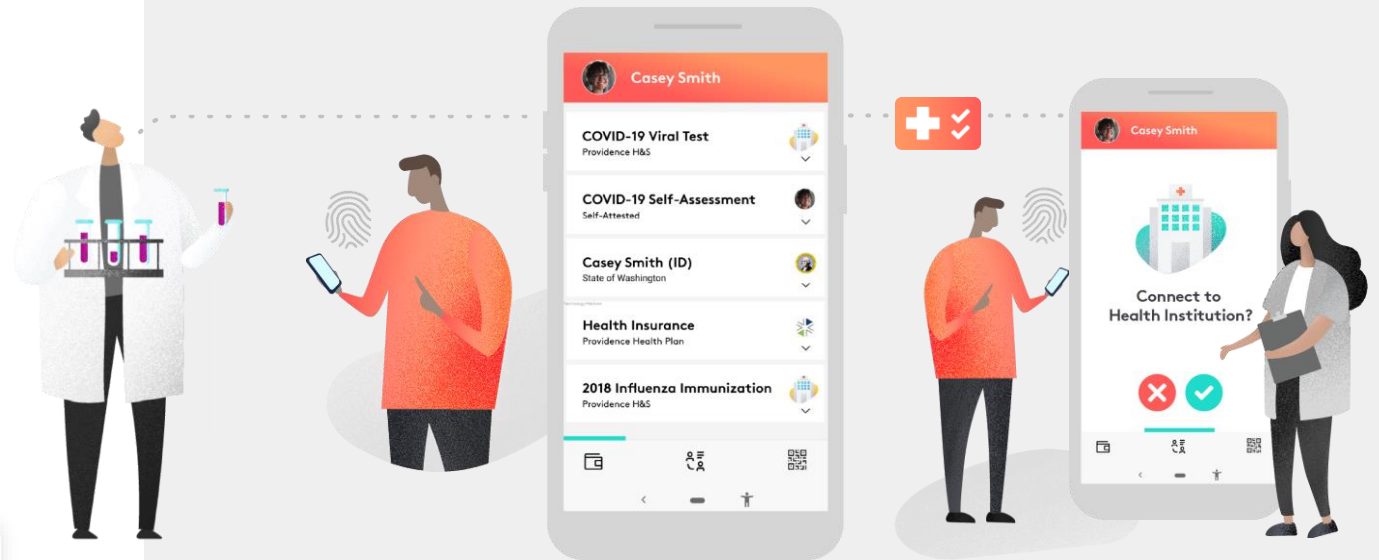 Casey Smith
COVID-19 Viral Test
Providence H&S
COVID-19 Self-Assessment
Self-Attested
Casey Smith (ID)
State of Washington
Health Insurance
Providence Health Plan
2018 Influenza Immunization
Providence H&S
Casey Smith
Connect to
Health Institution?